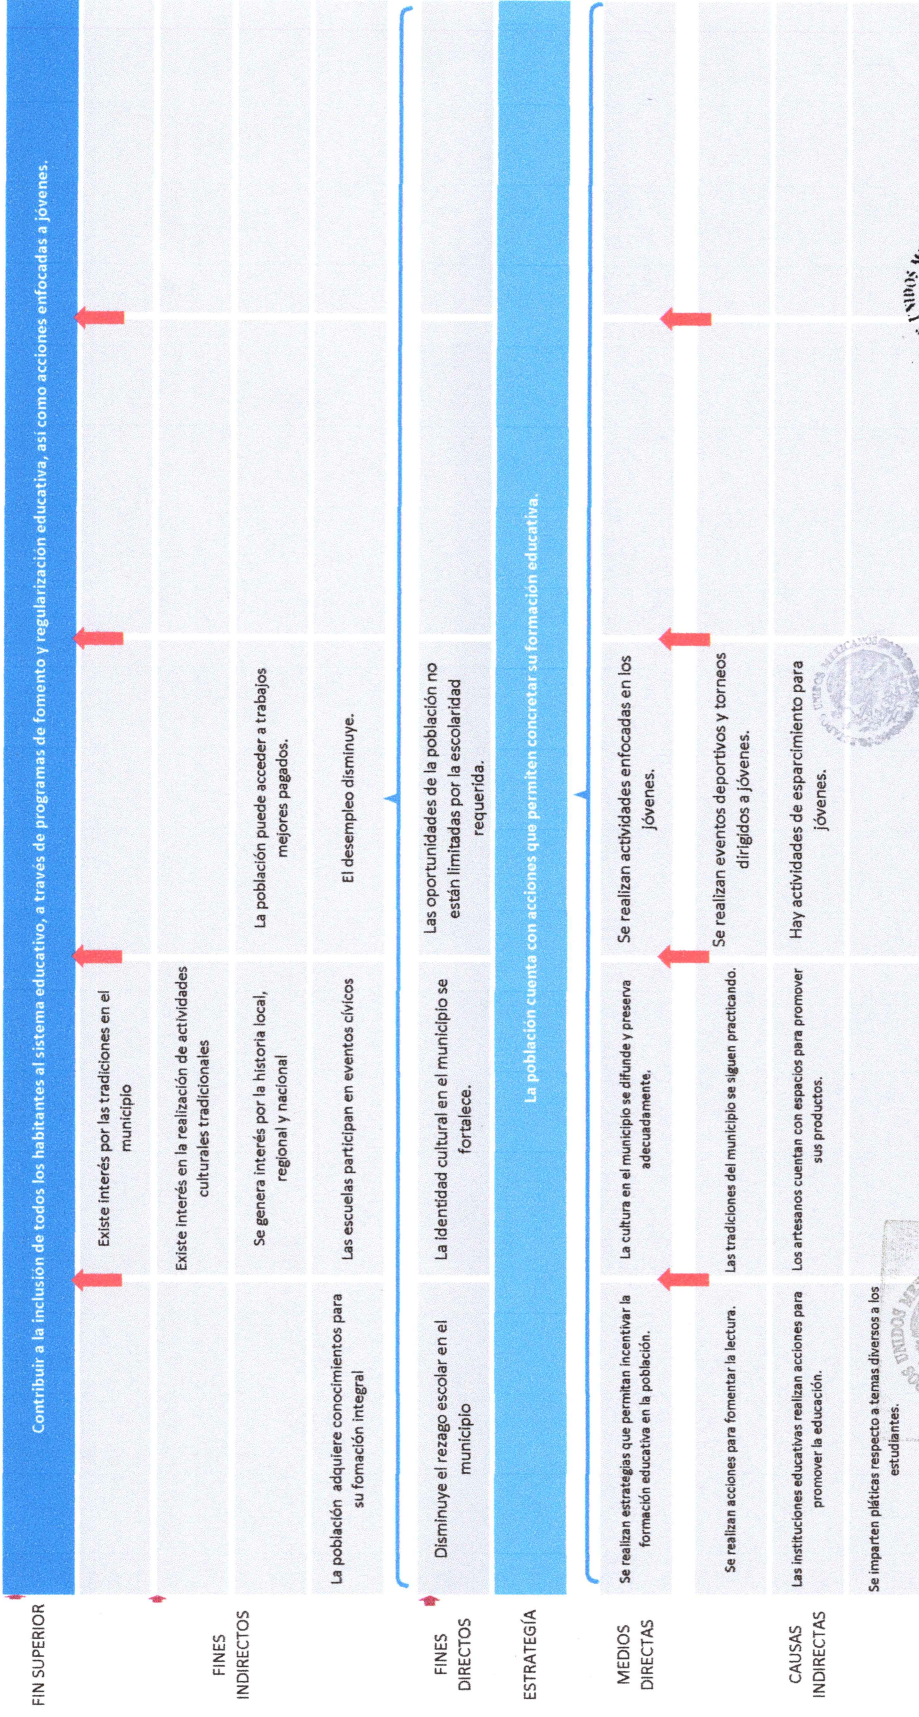 FIN SUPERIOR
Contribuir a la inclusión de todos los habitantes al sistema educativo, a través de programas de fomento y regularización educativa, asi como acciones enfocadas a jóvenes.
FINES
INDIRECTOS
Existe interés por las tradiciones en el
municipio
Existe interés en la realización de actividades
culturales tradicionales
Se genera interés por la historia local,
regional y nacional
La población puede acceder a trabajos
mejores pagados.
La población adquiere conocimientos para
su fomación integral
Las escuelas participan en eventos cívicos
El desempleo disminuye.
FINES
DIRECTOS
Disminuye el rezago escolar en el
municipio
La identidad cultural en el municipio se
fortalece.
Las oportunidades de la población no
están limitadas por la escolaridad
requerida.
ESTRATEGÍA
La población cuenta con acciones que permiten concretar su formación educativa.
MEDIOS
DIRECTAS
Se realizan estrategias que permitan incentivar la
formación educativa en la población.
La cultura en el municipio se difunde y preserva
adecuadamente.
Se realizan actividades enfocadas en los
jóvenes.
CAUSAS
INDIRECTAS
Se realizan acciones para fomentar la lectura.
Las tradiciones del municipio se siguen practicando.
Se realizan eventos deportivos y torneos
dirigidos a jóvenes.
Las instituciones educativas realizan acciones para
promover la educación.
Los artesanos cuentan con espacios para promover
sus productos.
Hay actividades de esparcimiento para
jóvenes.
Se imparten pláticas respecto a temas diversos a los
estudiantes.
UNIDOS
UNIDOS MEXICANOS
UNIDOS